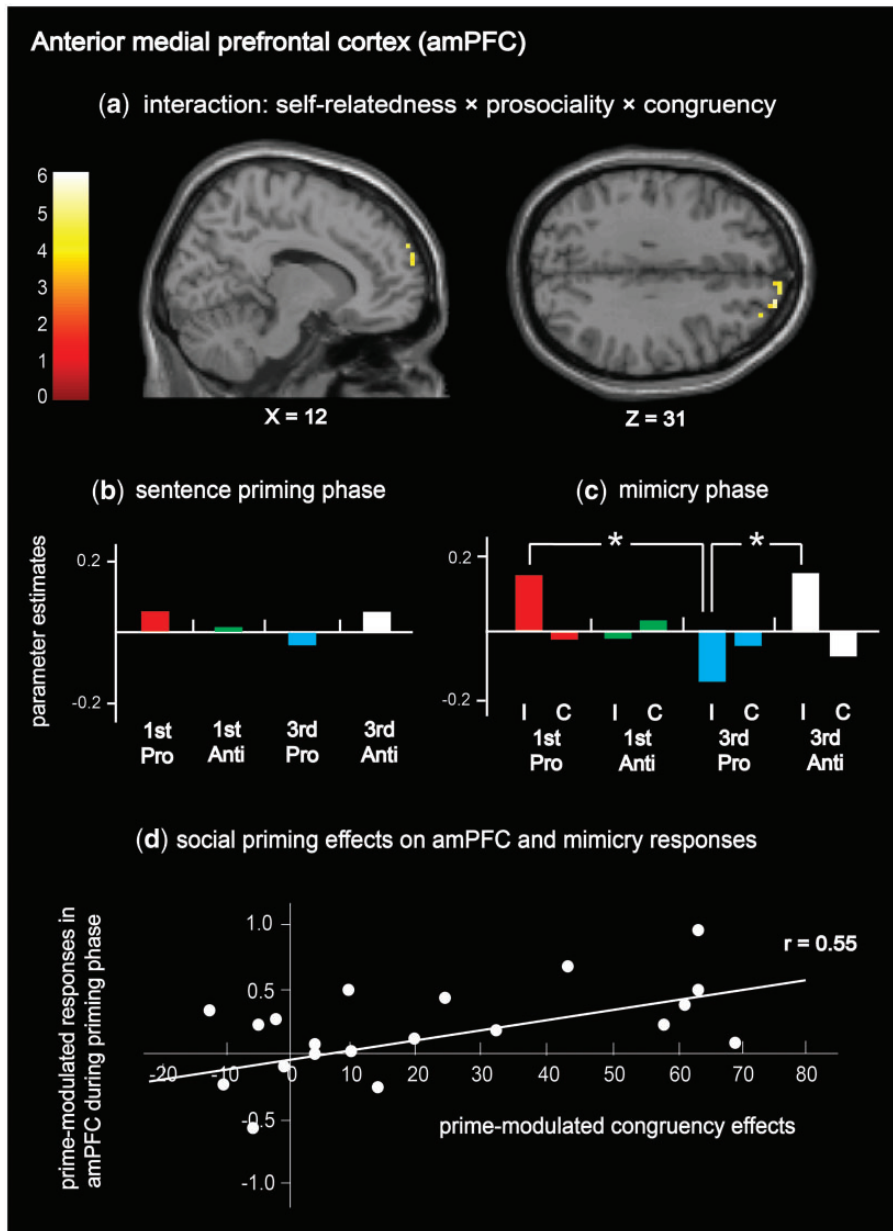 Anterior medial prefrontal cortex (amPFC)
(a) interaction: self-relatedness × prosociality × congruency
6
5
4
3
2
1
0
X = 12
Z = 31
(b) sentence priming phase
(c) mimicry phase
parameter estimates
0.2
-0.2
1st Pro
1st Anti
3rd Pro
3rd Anti
0.2
-0.2
*
*
I C I C I C I C
1st Pro
1st Anti
3rd Pro
3rd Anti
(d) social priming effects on amPFC and mimicry responses
prime-modulated responses in
amPFC during priming phase
1.0
0.5
-0.5
-1.0
r = 0.55
-20 -10 0 10 20 30 40 50 60 70 80
prime-modulated congruency effects